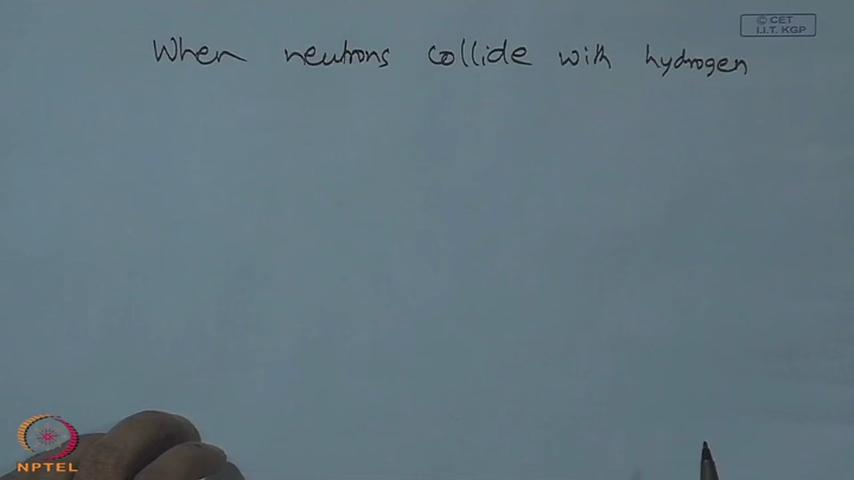 © CET
I.I.T. KGP
When neutrons collide with hydrogen
NPTEL